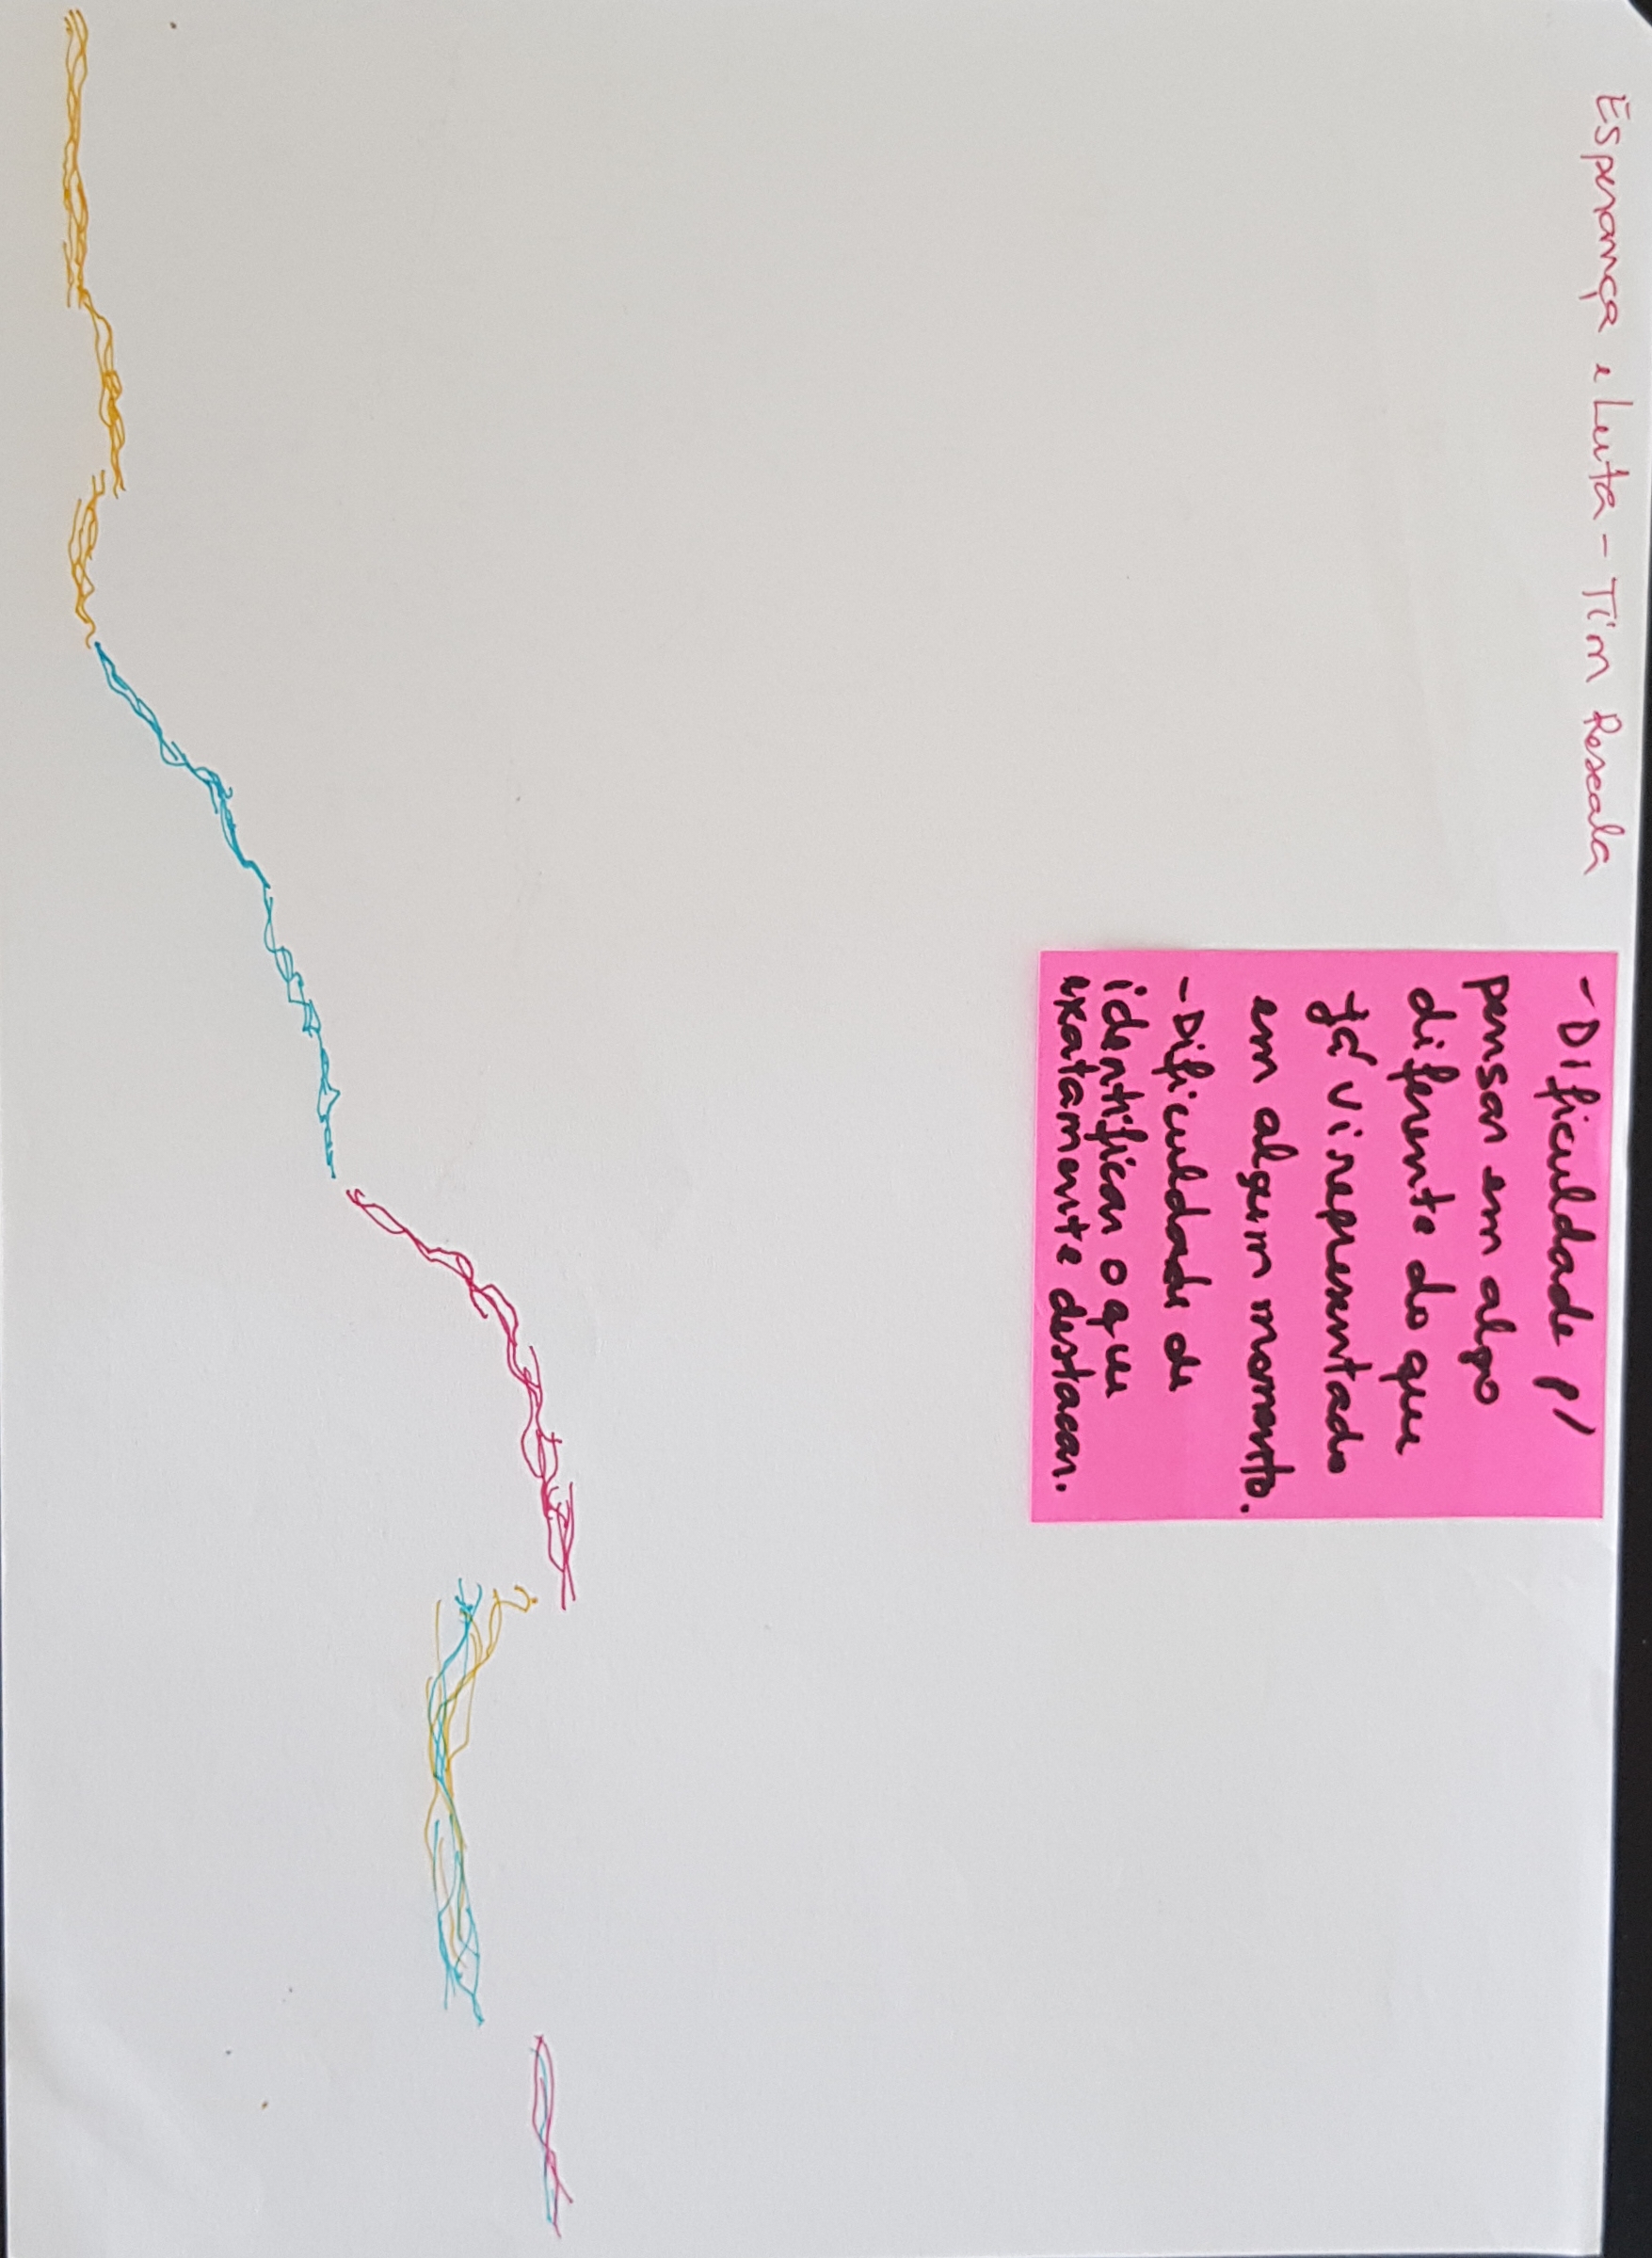 Esperança e Luta - Tim Rescala
- Dificuldade p/
pensar em algo
diferente do que
já vi representado
em algum momento.
- Dificuldade de
identificar o que
exatamente destacar.